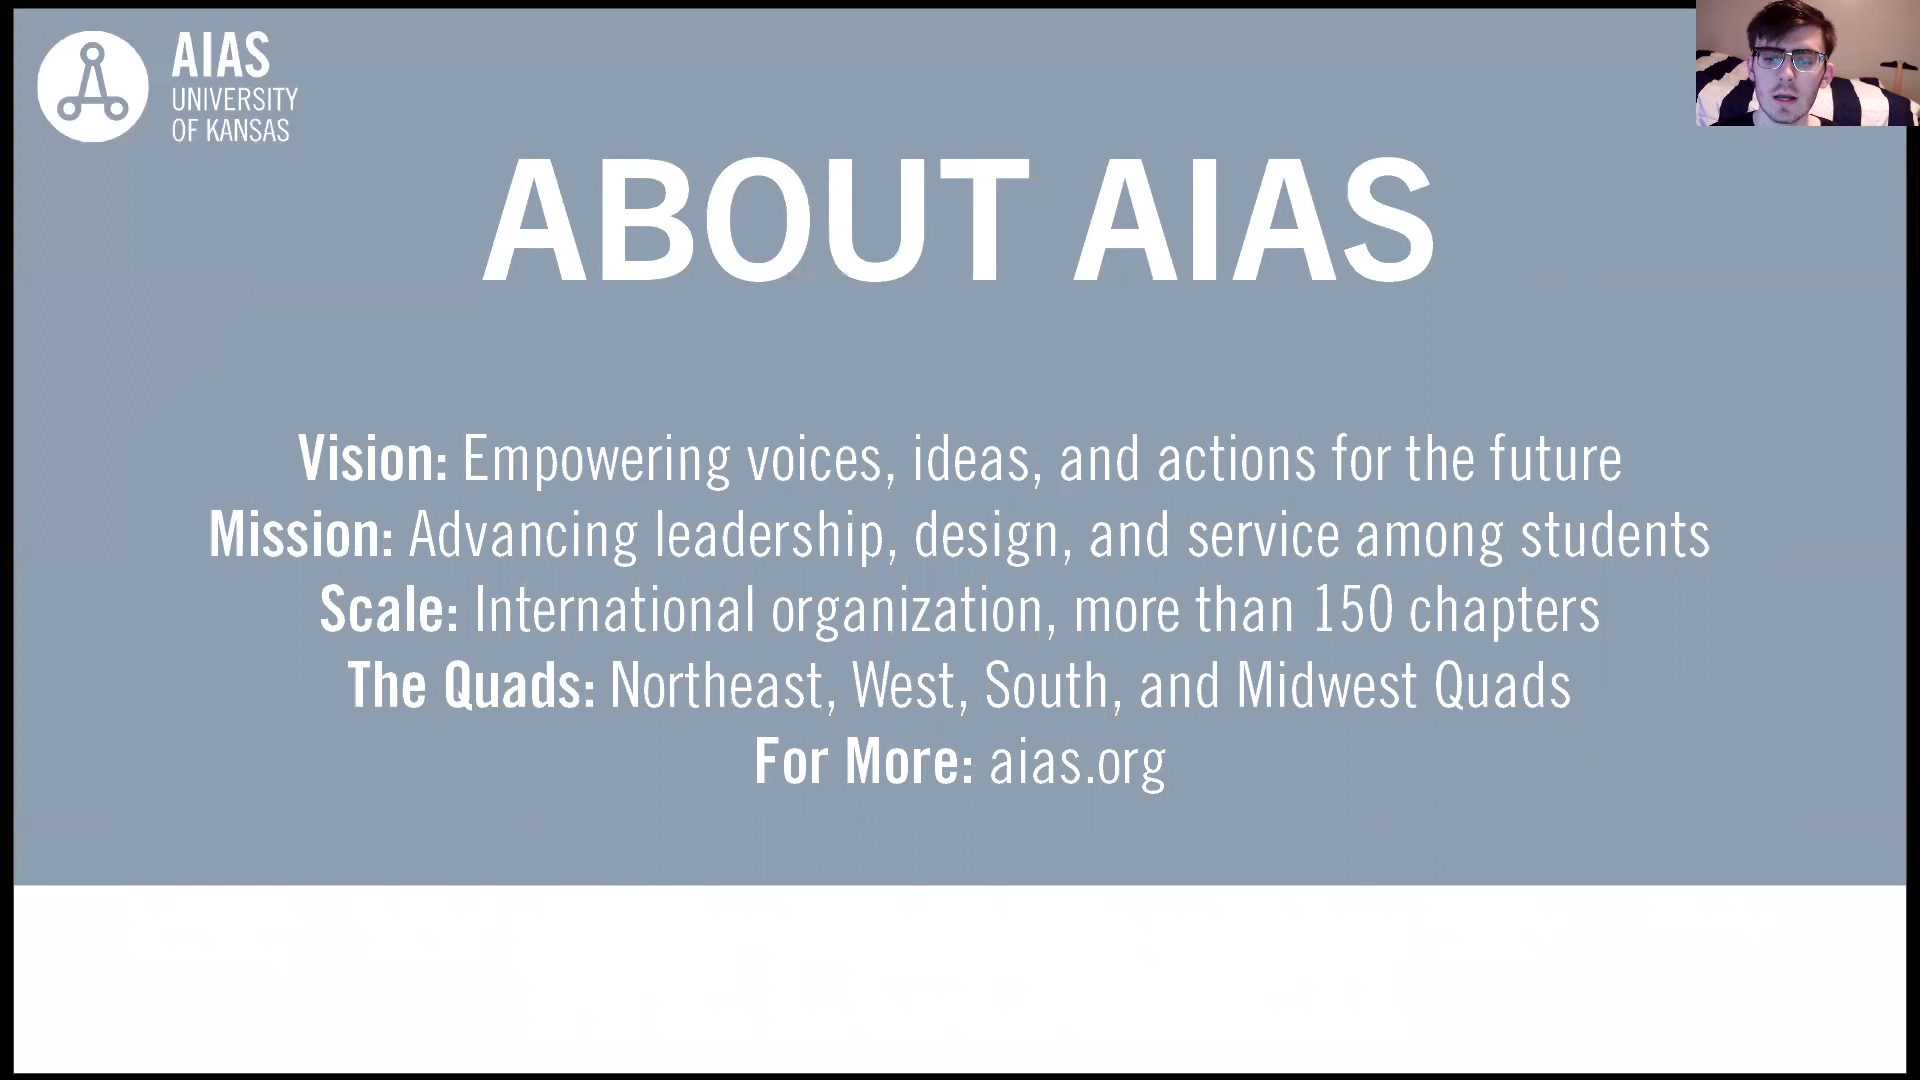 AIAS
UNIVERSITY
OF KANSAS
ABOUT AIAS
Vision: Empowering voices, ideas, and actions for the future
Mission: Advancing leadership, design, and service among students
Scale: International organization, more than 150 chapters
The Quads: Northeast, West, South, and Midwest Quads
For More: aias.org